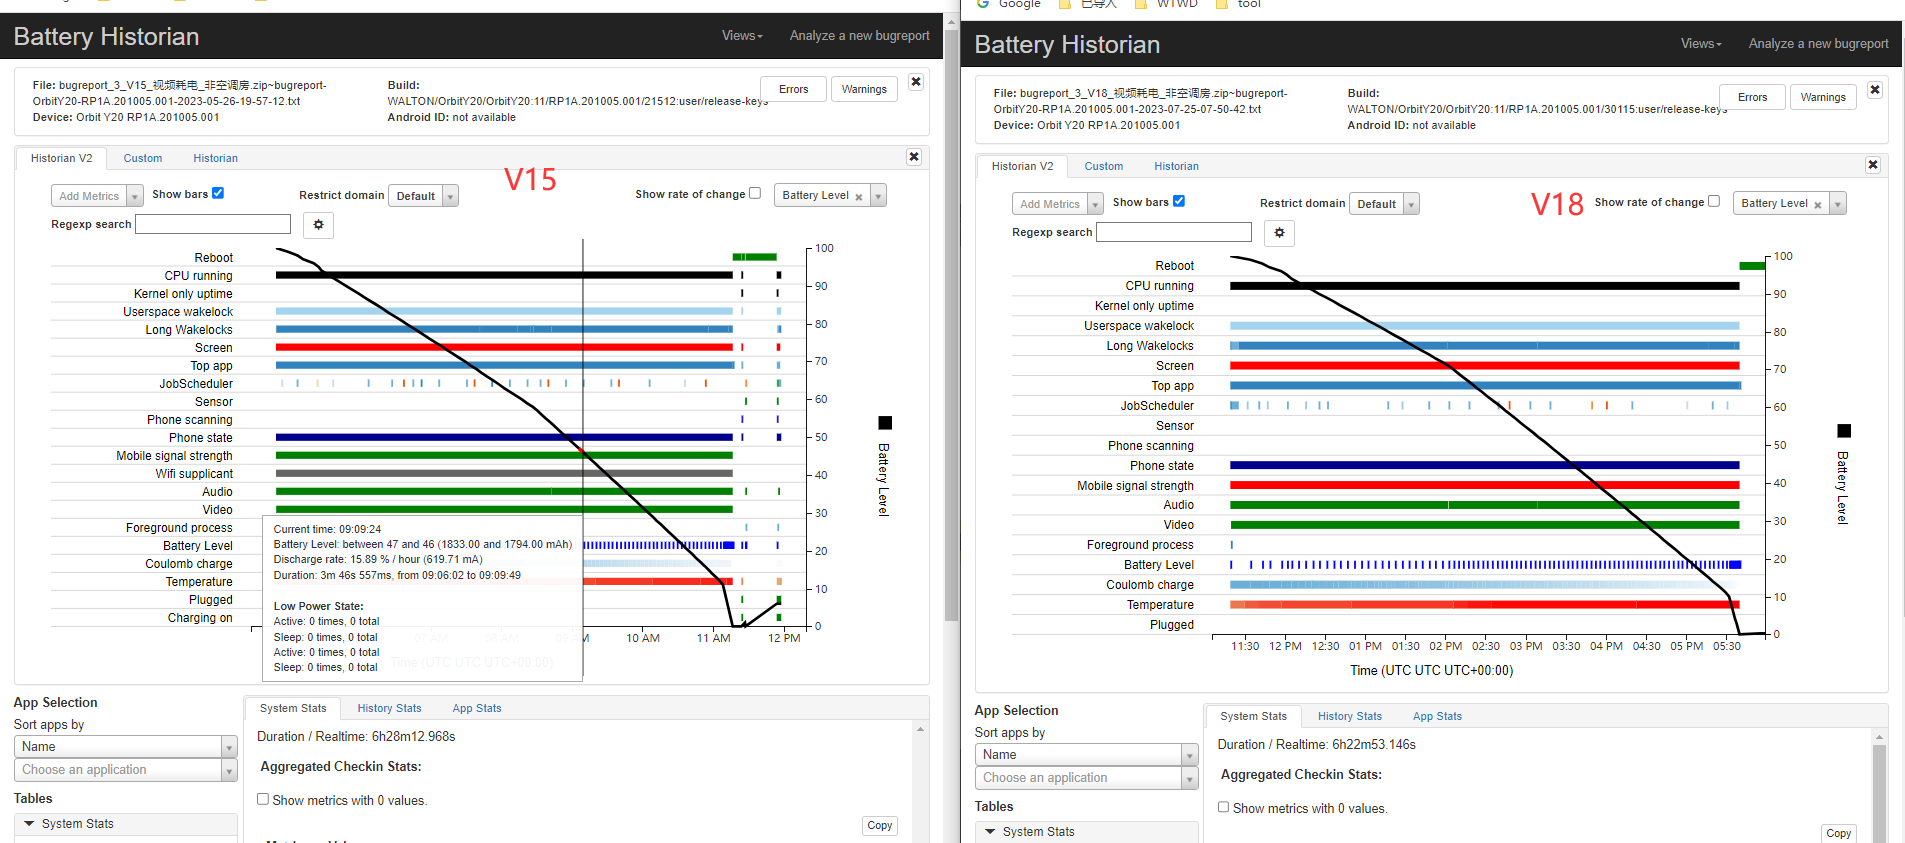 Google
已导入
WTWD
tool
Battery Historian
Views
Analyze a new bugreport
File: bugreport_3_V15_视频耗电_非空调房.zip~bugreport-
OrbitY20-RP1A.201005.001-2023-05-26-19-57-12.txt
Device: Orbit Y20 RP1A.201005.001
Build:
WALTON/OrbitY20/OrbitY20:11/RP1A.201005.001/21512:user/release-keys
Android ID: not available
Errors
Warnings
Historian V2
Custom
Historian
V15
Add Metrics
Show bars
Restrict domain
Default
Show rate of change
Battery Level
Regexp search
Reboot
CPU running
Kernel only uptime
Userspace wakelock
Long Wakelocks
Screen
Top app
JobScheduler
Sensor
Phone scanning
Phone state
Mobile signal strength
Wifi supplicant
Audio
Video
Foreground process
Battery Level
Coulomb charge
Temperature
Plugged
Charging on
100
90
80
70
60
50
40
30
20
10
0
Battery Level
Current time: 09:09:24
Battery Level: between 47 and 46 (1833.00 and 1794.00 mAh)
Discharge rate: 15.89 % / hour (619.71 mA)
Duration: 3m 46s 557ms, from 09:06:02 to 09:09:49
Low Power State:
Active: 0 times, 0 total
Sleep: 0 times, 0 total
Active: 0 times, 0 total
Sleep: 0 times, 0 total
07 AM
08 AM
09 AM
10 AM
11 AM
12 PM
Time (UTC UTC UTC+00:00)
App Selection
Sort apps by
Name
Choose an application
Tables
System Stats
System Stats
History Stats
App Stats
Duration / Realtime: 6h28m12.968s
Aggregated Checkin Stats:
Show metrics with 0 values.
Copy
Battery Historian
Views
Analyze a new bugreport
File: bugreport_3_V18_视频耗电_非空调房.zip~bugreport-
OrbitY20-RP1A.201005.001-2023-07-25-07-50-42.txt
Device: Orbit Y20 RP1A.201005.001
Build:
WALTON/OrbitY20/OrbitY20:11/RP1A.201005.001/30115:user/release-keys
Android ID: not available
Errors
Warnings
Historian V2
Custom
Historian
V18
Add Metrics
Show bars
Restrict domain
Default
Show rate of change
Battery Level
Regexp search
Reboot
CPU running
Kernel only uptime
Userspace wakelock
Long Wakelocks
Screen
Top app
JobScheduler
Sensor
Phone scanning
Phone state
Mobile signal strength
Audio
Video
Foreground process
Battery Level
Coulomb charge
Temperature
Plugged
100
90
80
70
60
50
40
30
20
10
0
Battery Level
11:30
12 PM
12:30
01 PM
01:30
02 PM
02:30
03 PM
03:30
04 PM
04:30
05 PM
05:30
Time (UTC UTC UTC+00:00)
App Selection
Sort apps by
Name
Choose an application
Tables
System Stats
System Stats
History Stats
App Stats
Duration / Realtime: 6h22m53.146s
Aggregated Checkin Stats:
Show metrics with 0 values.
Copy